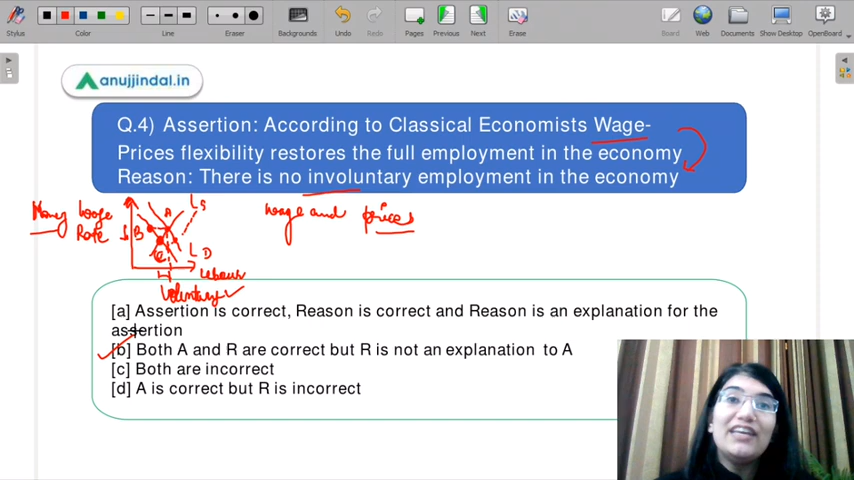 Stylus
Color
Line
Eraser
Backgrounds
Undo
Redo
Pages
Previous
Next
Erase
Board
Web
Documents
Show Desktop
OpenBoard
anujjindal.in
Q.4) Assertion: According to Classical Economists Wage-
Prices flexibility restores the full employment in the economy
Reason: There is no involuntary employment in the economy
Money Wage
Rate
A
B
LS
LD
Labour
Voluntary
wage and prices
[a] Assertion is correct, Reason is correct and Reason is an explanation for the
assertion
[b] Both A and R are correct but R is not an explanation to A
[c] Both are incorrect
[d] A is correct but R is incorrect